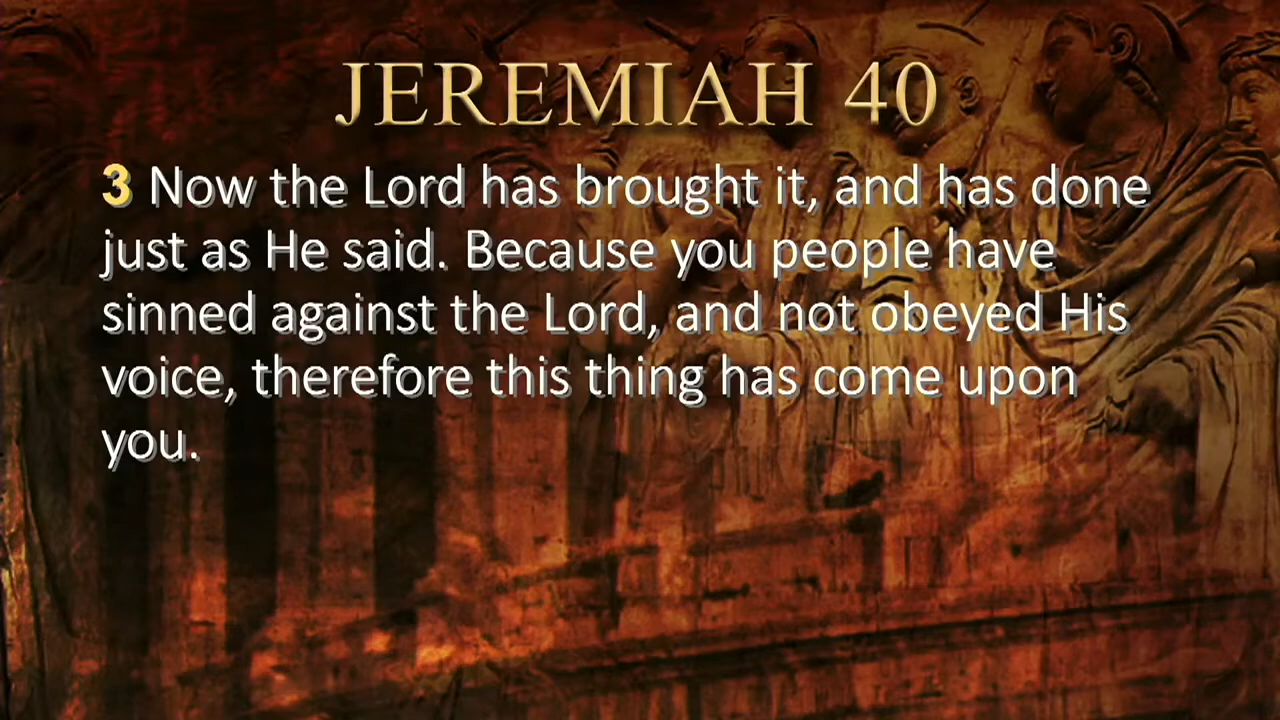 JEREMIAH 40
3 Now the Lord has brought it, and has done
just as He said. Because you people have
sinned against the Lord, and not obeyed His
voice, therefore this thing has come upon
you.